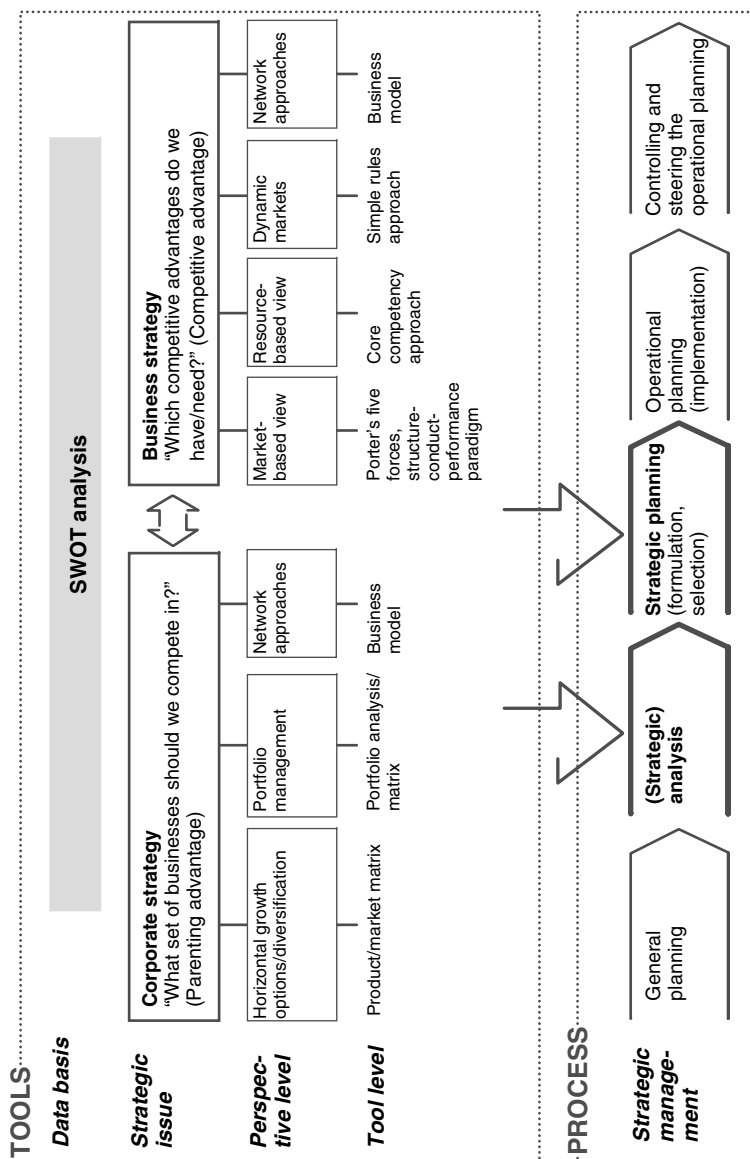 TOOLS
Data basis
SWOT analysis
Strategic
issue
Corporate strategy
“What set of businesses should we compete in?”
(Parenting advantage)
Business strategy
“Which competitive advantages do we
have/need?” (Competitive advantage)
Perspec-
tive level
Horizontal growth
options/diversification
Portfolio
management
Network
approaches
Market-
based view
Resource-
based view
Dynamic
markets
Network
approaches
Tool level
Product/market matrix
Portfolio analysis/
matrix
Business
model
Porter’s five
forces,
structure-
conduct-
performance
paradigm
Core
competency
approach
Simple rules
approach
Business
model
PROCESS
Strategic
manage-
ment
General
planning
(Strategic)
analysis
Strategic planning
(formulation,
selection)
Operational
planning
(implementation)
Controlling and
steering the
operational planning